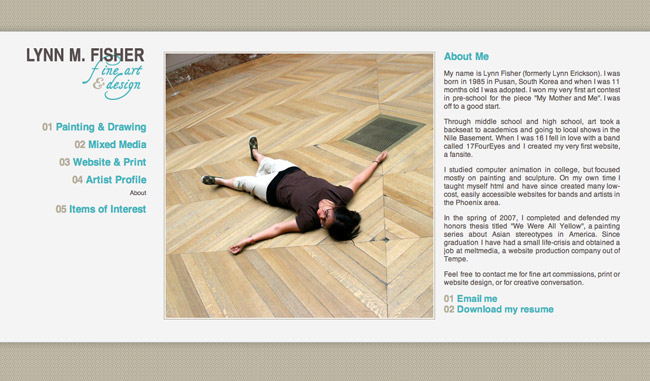 LYNN M. FISHER
fine art
& design
01 Painting & Drawing
02 Mixed Media
03 Website & Print
04 Artist Profile
About
05 Items of Interest
About Me
My name is Lynn Fisher (formerly Lynn Erickson). I was
born in 1985 in Pusan, South Korea and when I was 11
months old I was adopted. I won my very first art contest
in pre-school for the piece "My Mother and Me". I was
off to a good start.
Through middle school and high school, art took a
backseat to academics and going to local shows in the
Nile Basement. When I was 16 I fell in love with a band
called 17FourEyes and I created my very first website,
a fansite.
I studied computer animation in college, but focused
mostly on painting and sculpture. On my own time I
taught myself html and have since created many low-
cost, easily accessible websites for bands and artists in
the Phoenix area.
In the spring of 2007, I completed and defended my
honors thesis titled "We Were All Yellow", a painting
series about Asian stereotypes in America. Since
graduation I have had a small life-crisis and obtained a
job at meltmedia, a website production company out of
Tempe.
Feel free to contact me for fine art commissions, print or
website design, or for creative conversation.
01 Email me
02 Download my resume